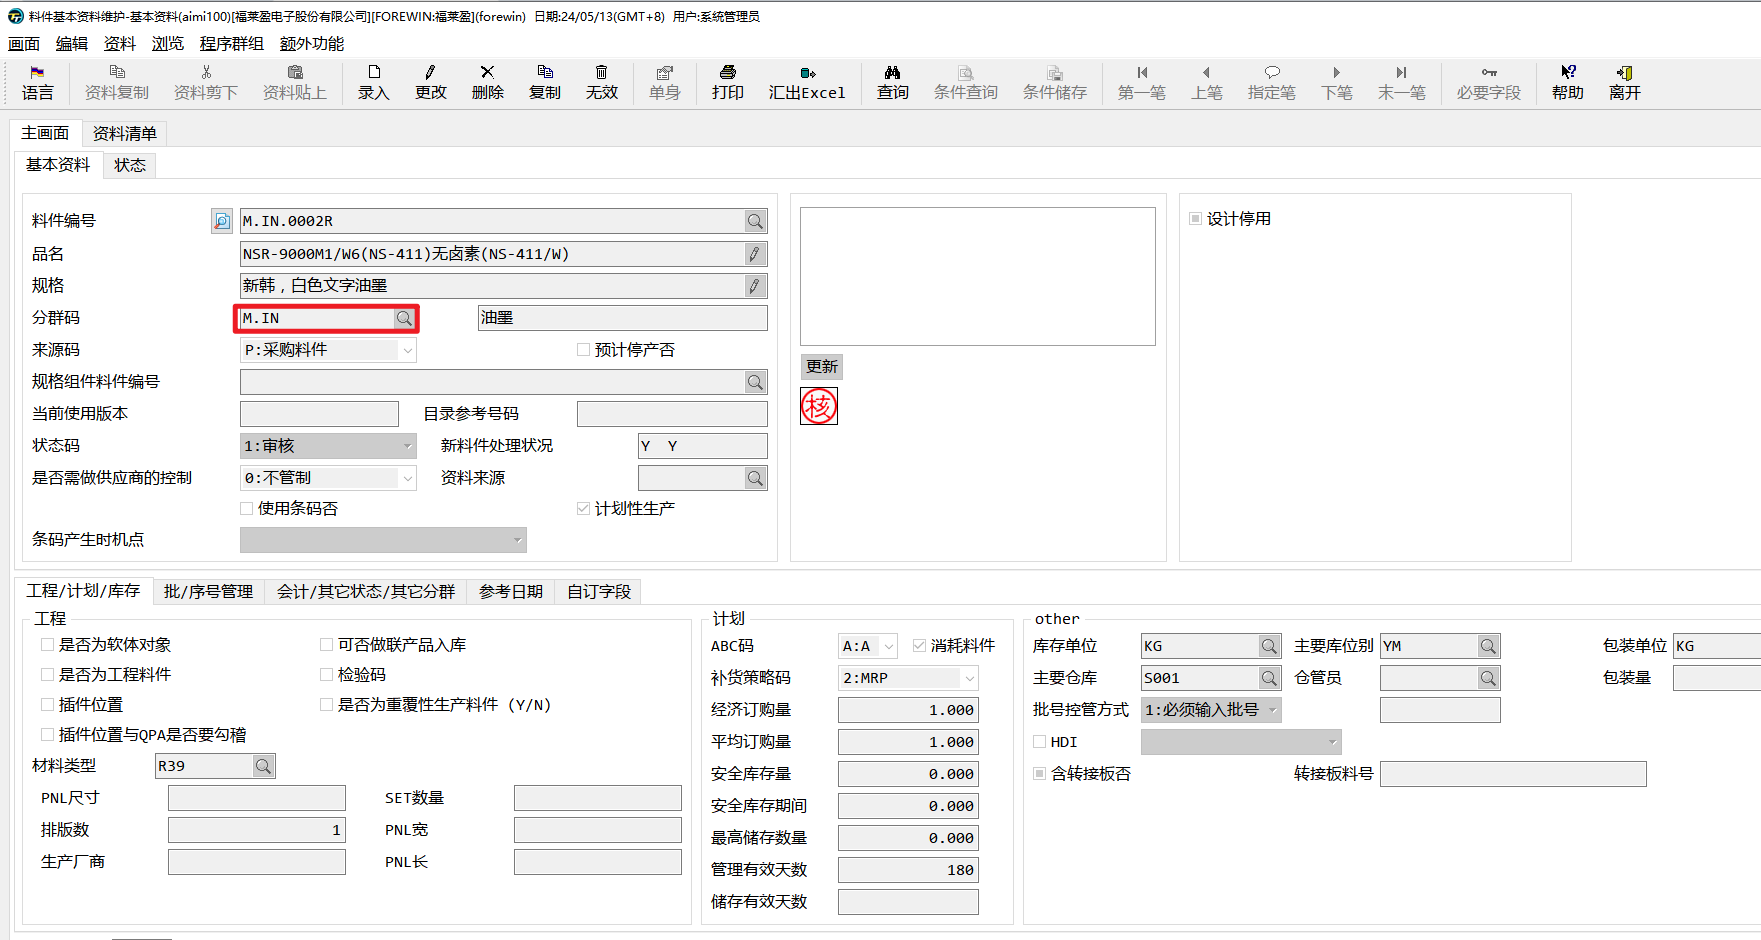 料件基本资料维护-基本资料(aimi100)[福莱盈电子股份有限公司][FOREWIN:福莱盈](forewin) 日期:24/05/13(GMT+8) 用户:系統管理员
画面 编辑 资料 浏览 程序群组 额外功能
语言 资料复制 资料剪下 资料贴上 录入 更改 删除 复制 无效 单身 打印 汇出Excel 查询 条件查询 条件储存 第一笔 上笔 指定笔 下笔 末一笔 必要字段 帮助 离开
主画面 资料清单
基本资料 状态
料件编号 M.IN.0002R
品名 NSR-9000M1/W6(NS-411)无卤素(NS-411/W)
规格 新韩，白色文字油墨
分群码 M.IN 油墨
来源码 P:采购料件 预计停产否
规格组件料件编号
当前使用版本 目录参考号码
状态码 1:审核 新料件处理状况 Y Y
是否需做供应商的控制 0:不管制 资料来源
使用条码否 计划性生产
条码产生时机点
更新
核
设计停用
工程/计划/库存 批/序号管理 会计/其它状态/其它分群 参考日期 自订字段
工程
是否为软体对象 可否做联产品入库
是否为工程料件 检验码
插件位置 是否为重覆性生产料件 (Y/N)
插件位置与QPA是否要勾稽
材料类型 R39
PNL尺寸 SET数量
排版数 1 PNL宽
生产厂商 PNL长
计划
ABC码 A:A 消耗料件
补货策略码 2:MRP
经济订购量 1.000
平均订购量 1.000
安全库存量 0.000
安全库存期间 0.000
最高储存数量 0.000
管理有效天数 180
储存有效天数
other
库存单位 KG 主要库位别 YM 包装单位 KG
主要仓库 S001 仓管员 包装量
批号控管方式 1:必须输入批号
HDI
含转接板否 转接板料号